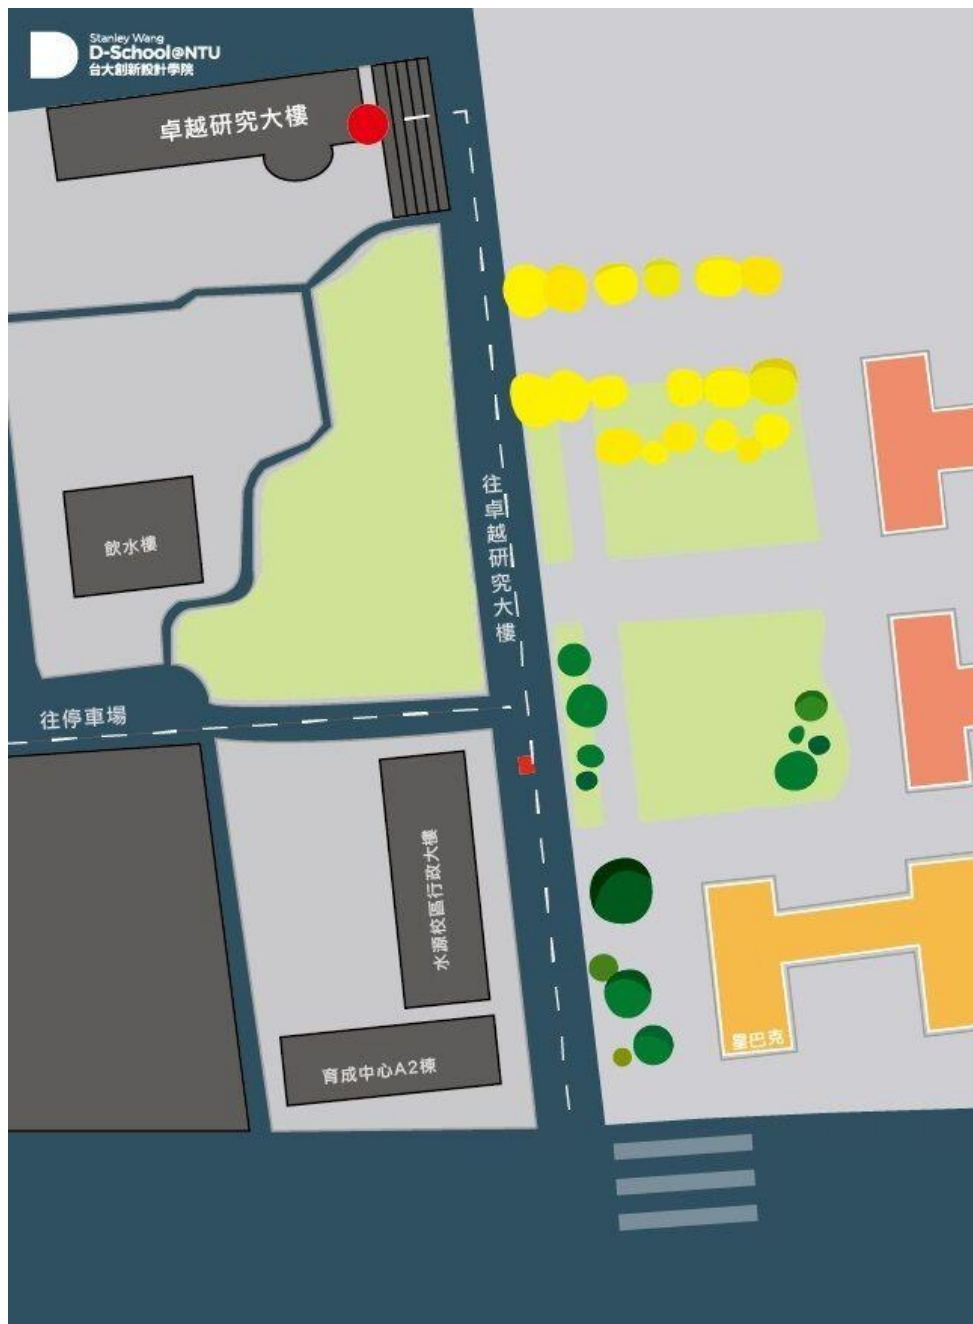 Stanley Wang
D-School@NTU
台大創新設計學院
卓越研究大樓
往卓越研究大樓
飲水樓
往停車場
水源校區行政大樓
育成中心A2棟
星巴克